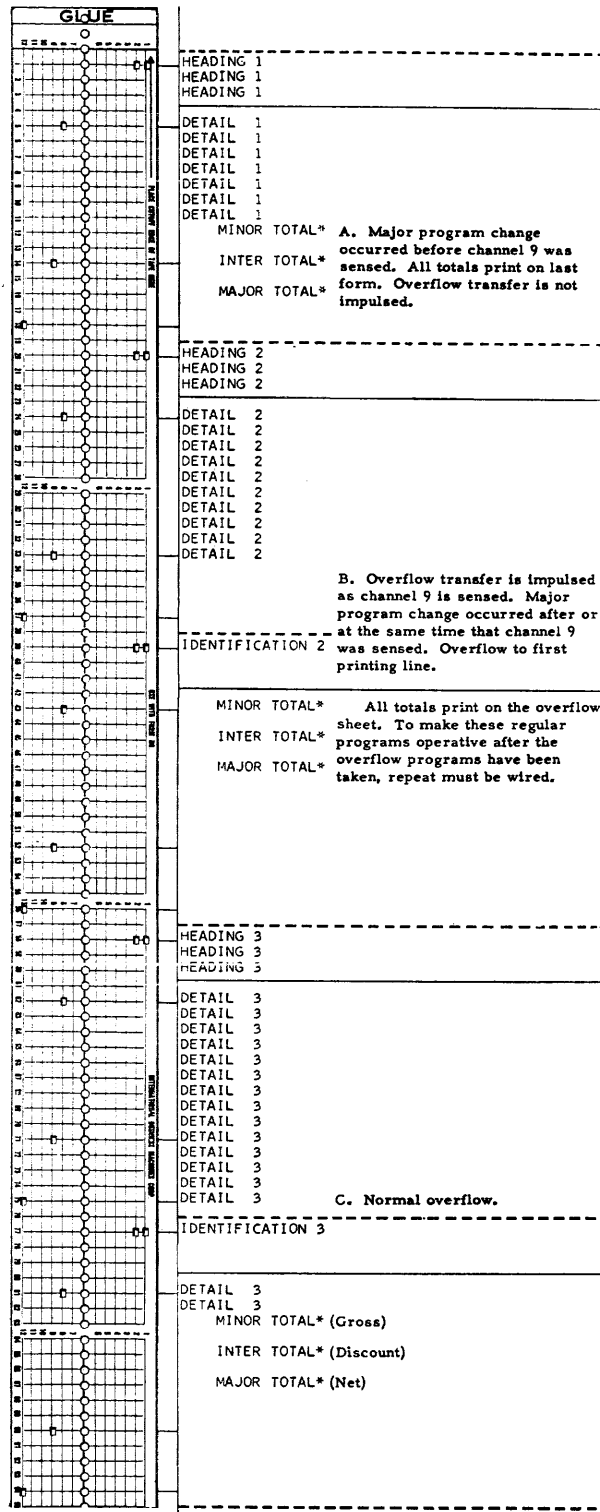 GLUE
HEADING 1
HEADING 1
HEADING 1
DETAIL 1
DETAIL 1
DETAIL 1
DETAIL 1
DETAIL 1
DETAIL 1
DETAIL 1
MINOR TOTAL*
INTER TOTAL*
MAJOR TOTAL*
A. Major program change
occurred before channel 9 was
sensed. All totals print on last
form. Overflow transfer is not
impulsed.
HEADING 2
HEADING 2
HEADING 2
DETAIL 2
DETAIL 2
DETAIL 2
DETAIL 2
DETAIL 2
DETAIL 2
DETAIL 2
DETAIL 2
DETAIL 2
DETAIL 2
B. Overflow transfer is impulsed
as channel 9 is sensed. Major
program change occurred after or
at the same time that channel 9
was sensed. Overflow to first
printing line.
IDENTIFICATION 2
MINOR TOTAL*
INTER TOTAL*
MAJOR TOTAL*
All totals print on the overflow
sheet. To make these regular
programs operative after the
overflow programs have been
taken, repeat must be wired.
HEADING 3
HEADING 3
HEADING 3
DETAIL 3
DETAIL 3
DETAIL 3
DETAIL 3
DETAIL 3
DETAIL 3
DETAIL 3
DETAIL 3
DETAIL 3
DETAIL 3
DETAIL 3
DETAIL 3
DETAIL 3
DETAIL 3
C. Normal overflow.
IDENTIFICATION 3
DETAIL 3
DETAIL 3
MINOR TOTAL* (Gross)
INTER TOTAL* (Discount)
MAJOR TOTAL* (Net)